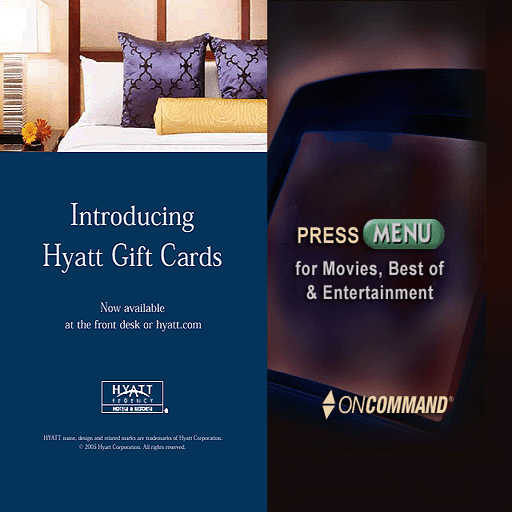 Introducing
Hyatt Gift Cards
Now available
at the front desk or hyatt.com
HYATT
REGENCY
HOTELS & RESORTS
HYATT name, design and related marks are trademarks of Hyatt Corporation.
© 2005 Hyatt Corporation. All rights reserved.
PRESS MENU
for Movies, Best of
& Entertainment
ONCOMMAND®